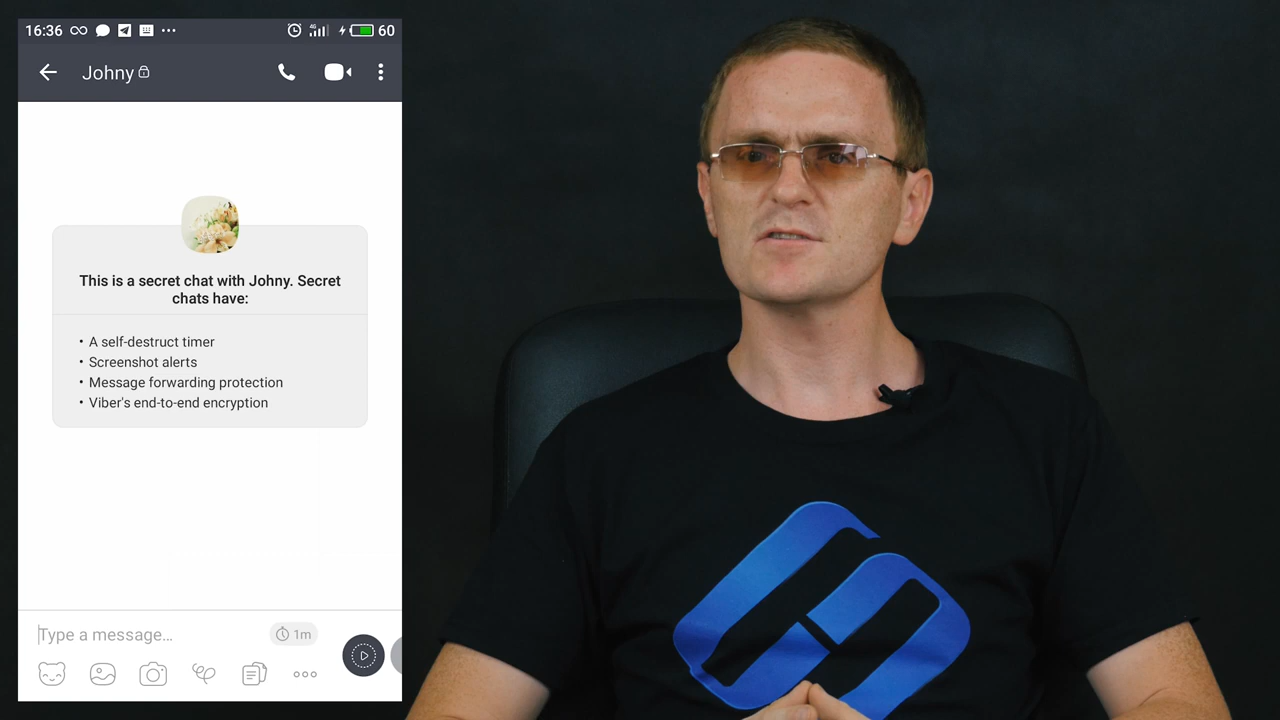 16:36 ... 4G 60
Johny
This is a secret chat with Johny. Secret
chats have:
• A self-destruct timer
• Screenshot alerts
• Message forwarding protection
• Viber's end-to-end encryption
Type a message...
1m